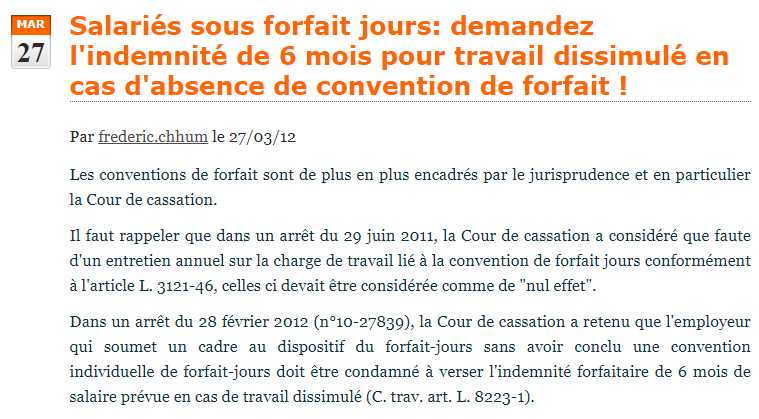 MAR
27
Salariés sous forfait jours: demandez
l'indemnité de 6 mois pour travail dissimulé en
cas d'absence de convention de forfait !
Par frederic.chhum le 27/03/12
Les conventions de forfait sont de plus en plus encadrés par le jurisprudence et en particulier
la Cour de cassation.
Il faut rappeler que dans un arrêt du 29 juin 2011, la Cour de cassation a considéré que faute
d'un entretien annuel sur la charge de travail lié à la convention de forfait jours conformément
à l'article L. 3121-46, celles ci devait être considérée comme de "nul effet".
Dans un arrêt du 28 février 2012 (n°10-27839), la Cour de cassation a retenu que l'employeur
qui soumet un cadre au dispositif du forfait-jours sans avoir conclu une convention
individuelle de forfait-jours doit être condamné à verser l'indemnité forfaitaire de 6 mois de
salaire prévue en cas de travail dissimulé (C. trav. art. L. 8223-1).